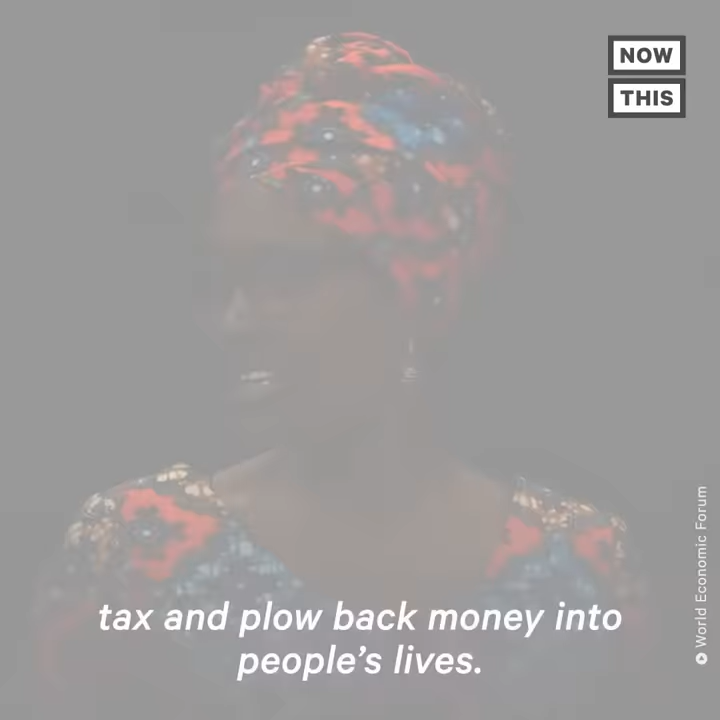 NOW
THIS
© World Economic Forum
tax and plow back money into
people's lives.